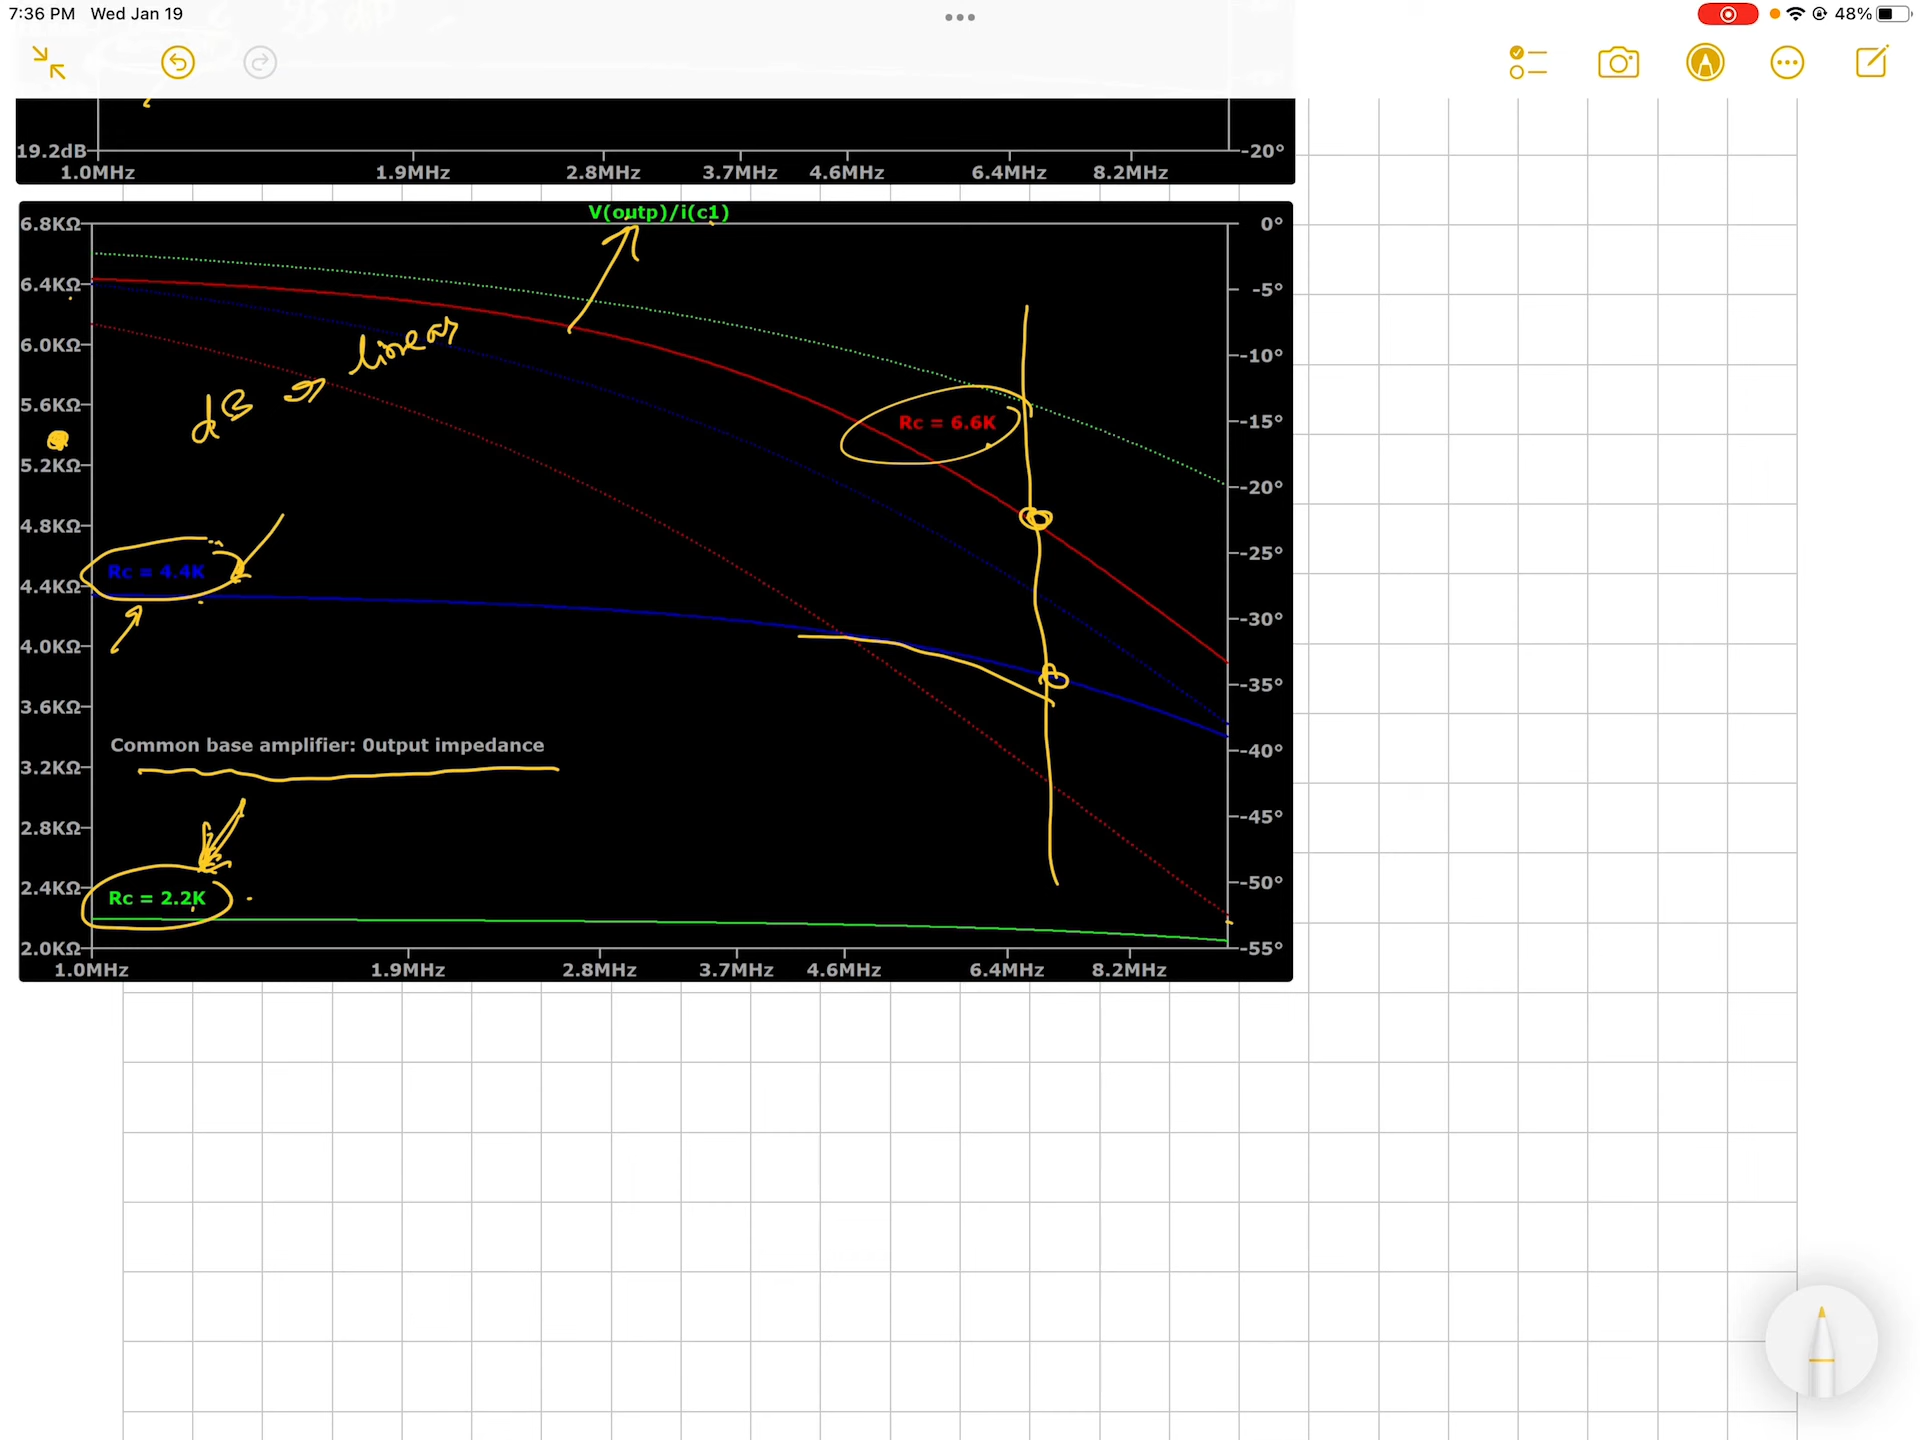 7:36 PM Wed Jan 19
48%
19.2dB
-20°
1.0MHz 1.9MHz 2.8MHz 3.7MHz 4.6MHz 6.4MHz 8.2MHz
V(outp)/i(c1)
6.8KΩ 0°
6.4KΩ -5°
linear
6.0KΩ -10°
dB →
5.6KΩ -15°
Rc = 6.6K
5.2KΩ -20°
4.8KΩ -25°
Rc = 4.4K
4.4KΩ -30°
4.0KΩ -35°
3.6KΩ -40°
Common base amplifier: Output impedance
3.2KΩ -45°
2.8KΩ -50°
2.4KΩ
Rc = 2.2K
2.0KΩ -55°
1.0MHz 1.9MHz 2.8MHz 3.7MHz 4.6MHz 6.4MHz 8.2MHz